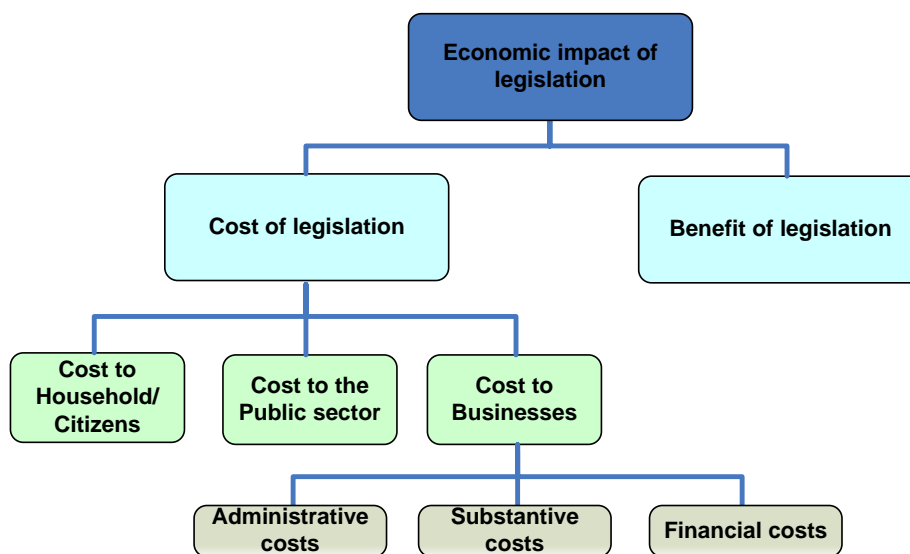 Economic impact of
legislation
Cost of legislation
Benefit of legislation
Cost to
Household/
Citizens
Cost to the
Public sector
Cost to
Businesses
Administrative
costs
Substantive
costs
Financial costs